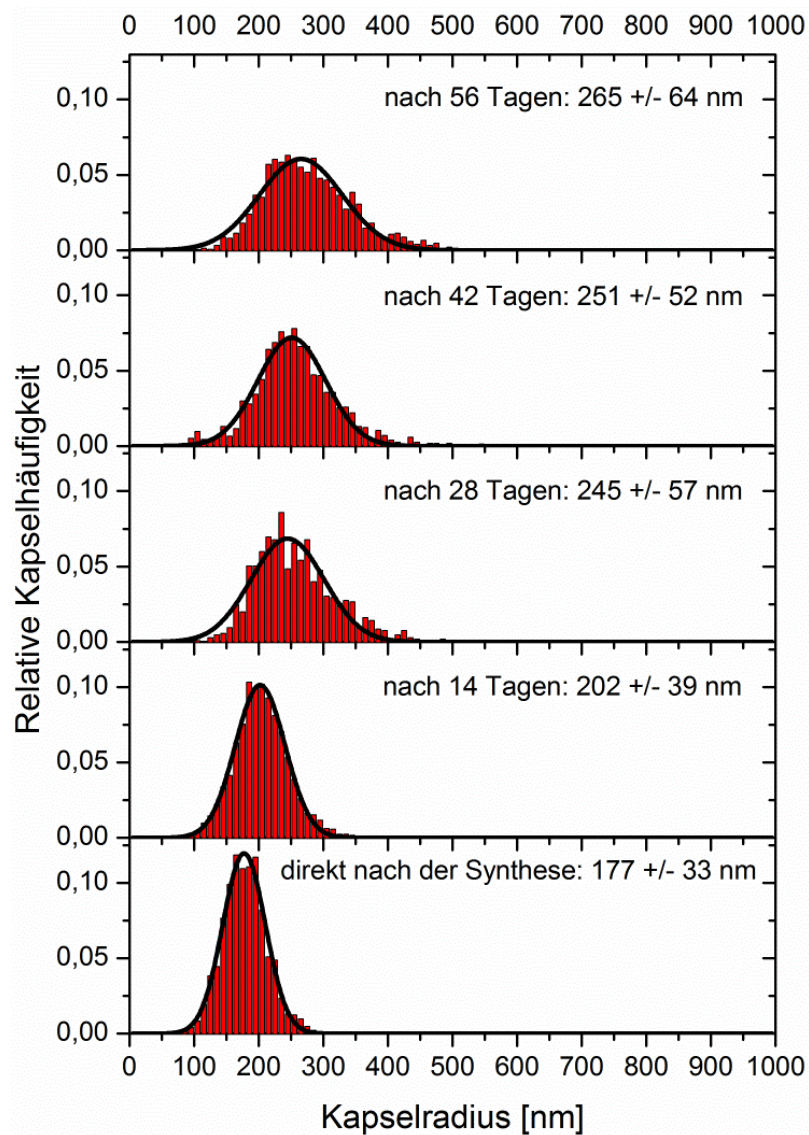 0 100 200 300 400 500 600 700 800 900 1000
nach 56 Tagen: 265 +/- 64 nm
0,10
0,05
0,00
nach 42 Tagen: 251 +/- 52 nm
0,10
0,05
0,00
nach 28 Tagen: 245 +/- 57 nm
0,10
0,05
0,00
nach 14 Tagen: 202 +/- 39 nm
0,10
0,05
0,00
direkt nach der Synthese: 177 +/- 33 nm
0,10
0,05
0,00
Relative Kapselhäufigkeit
0 100 200 300 400 500 600 700 800 900 1000
Kapselradius [nm]